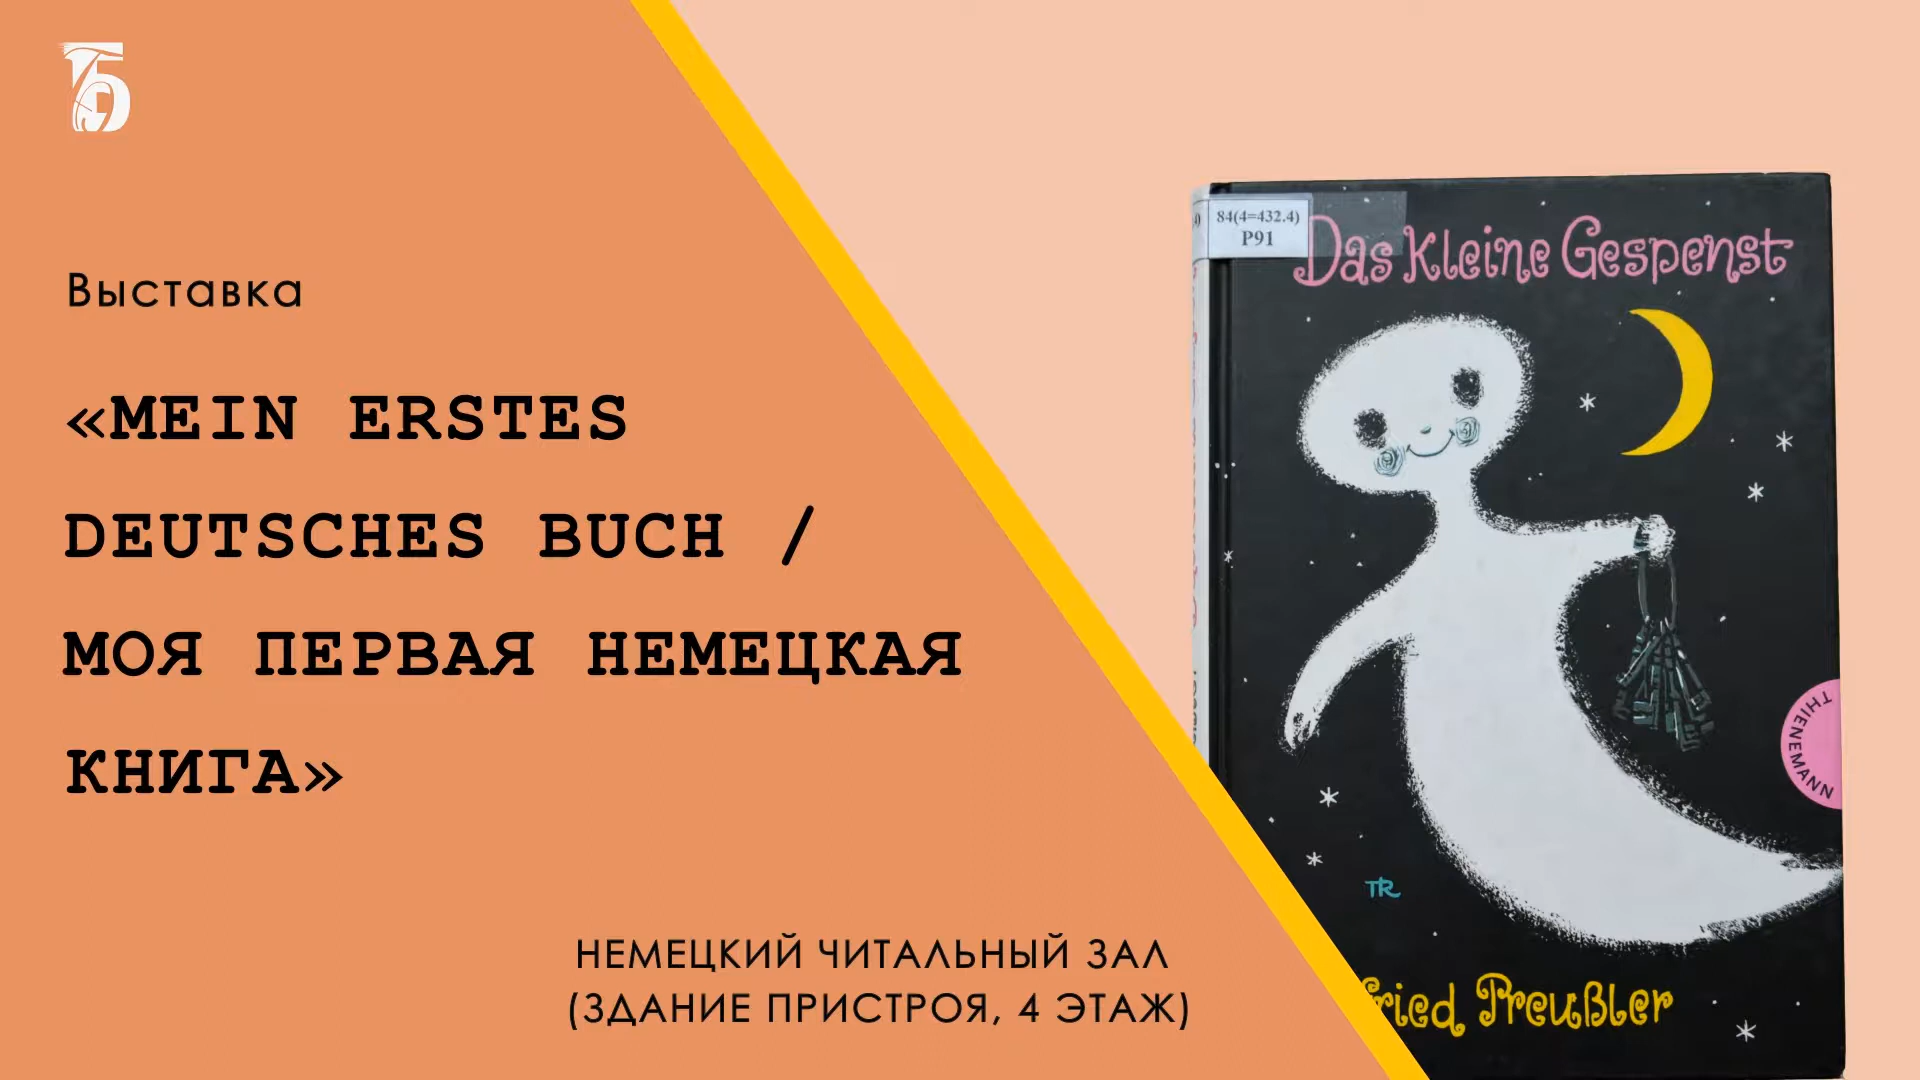 Выставка
«MEIN ERSTES
DEUTSCHES BUCH /
МОЯ ПЕРВАЯ НЕМЕЦКАЯ
КНИГА»
НЕМЕЦКИЙ ЧИТАЛЬНЫЙ ЗАЛ
(ЗДАНИЕ ПРИСТРОЯ, 4 ЭТАЖ)
84(4=432.4)
P91
Das kleine Gespenst
THIENEMANN
TR
fried Preußler